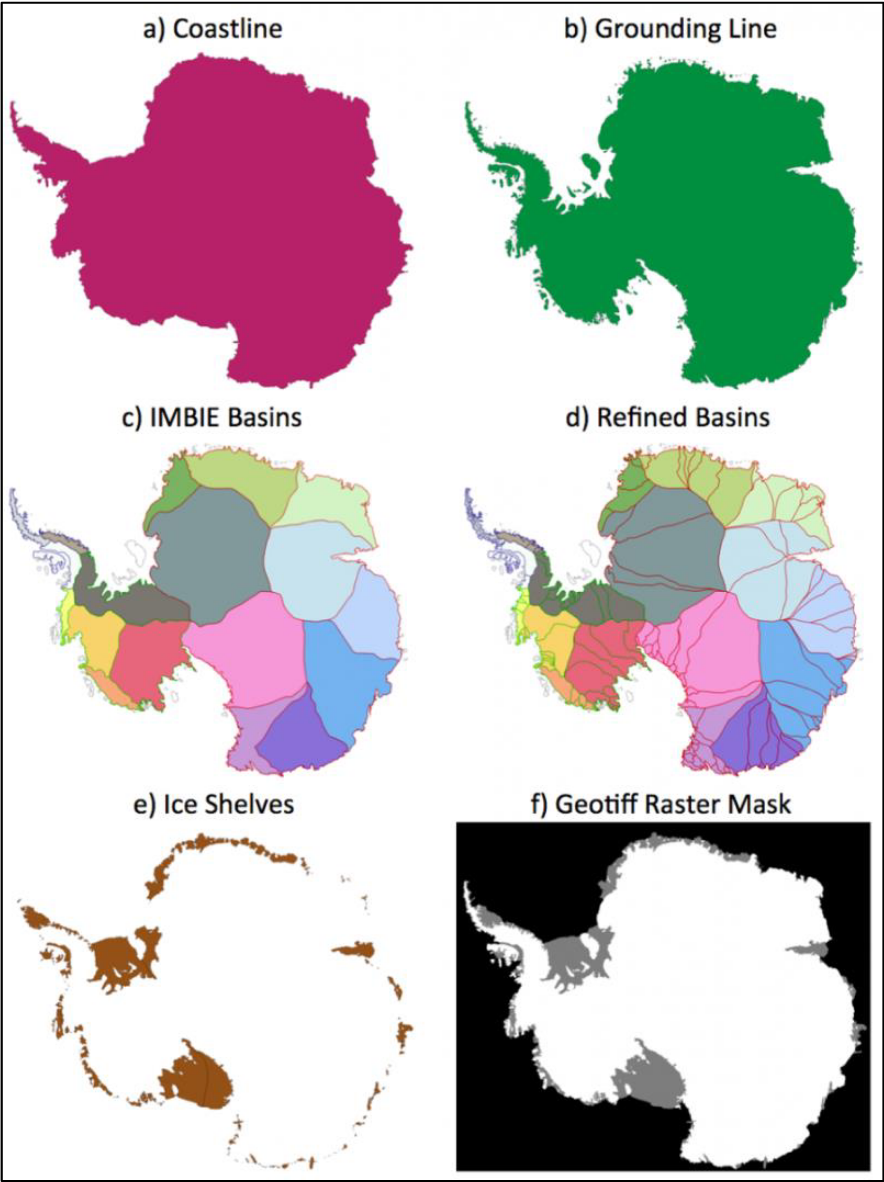 a) Coastline
b) Grounding Line
c) IMBIE Basins
d) Refined Basins
e) Ice Shelves
f) Geotiff Raster Mask